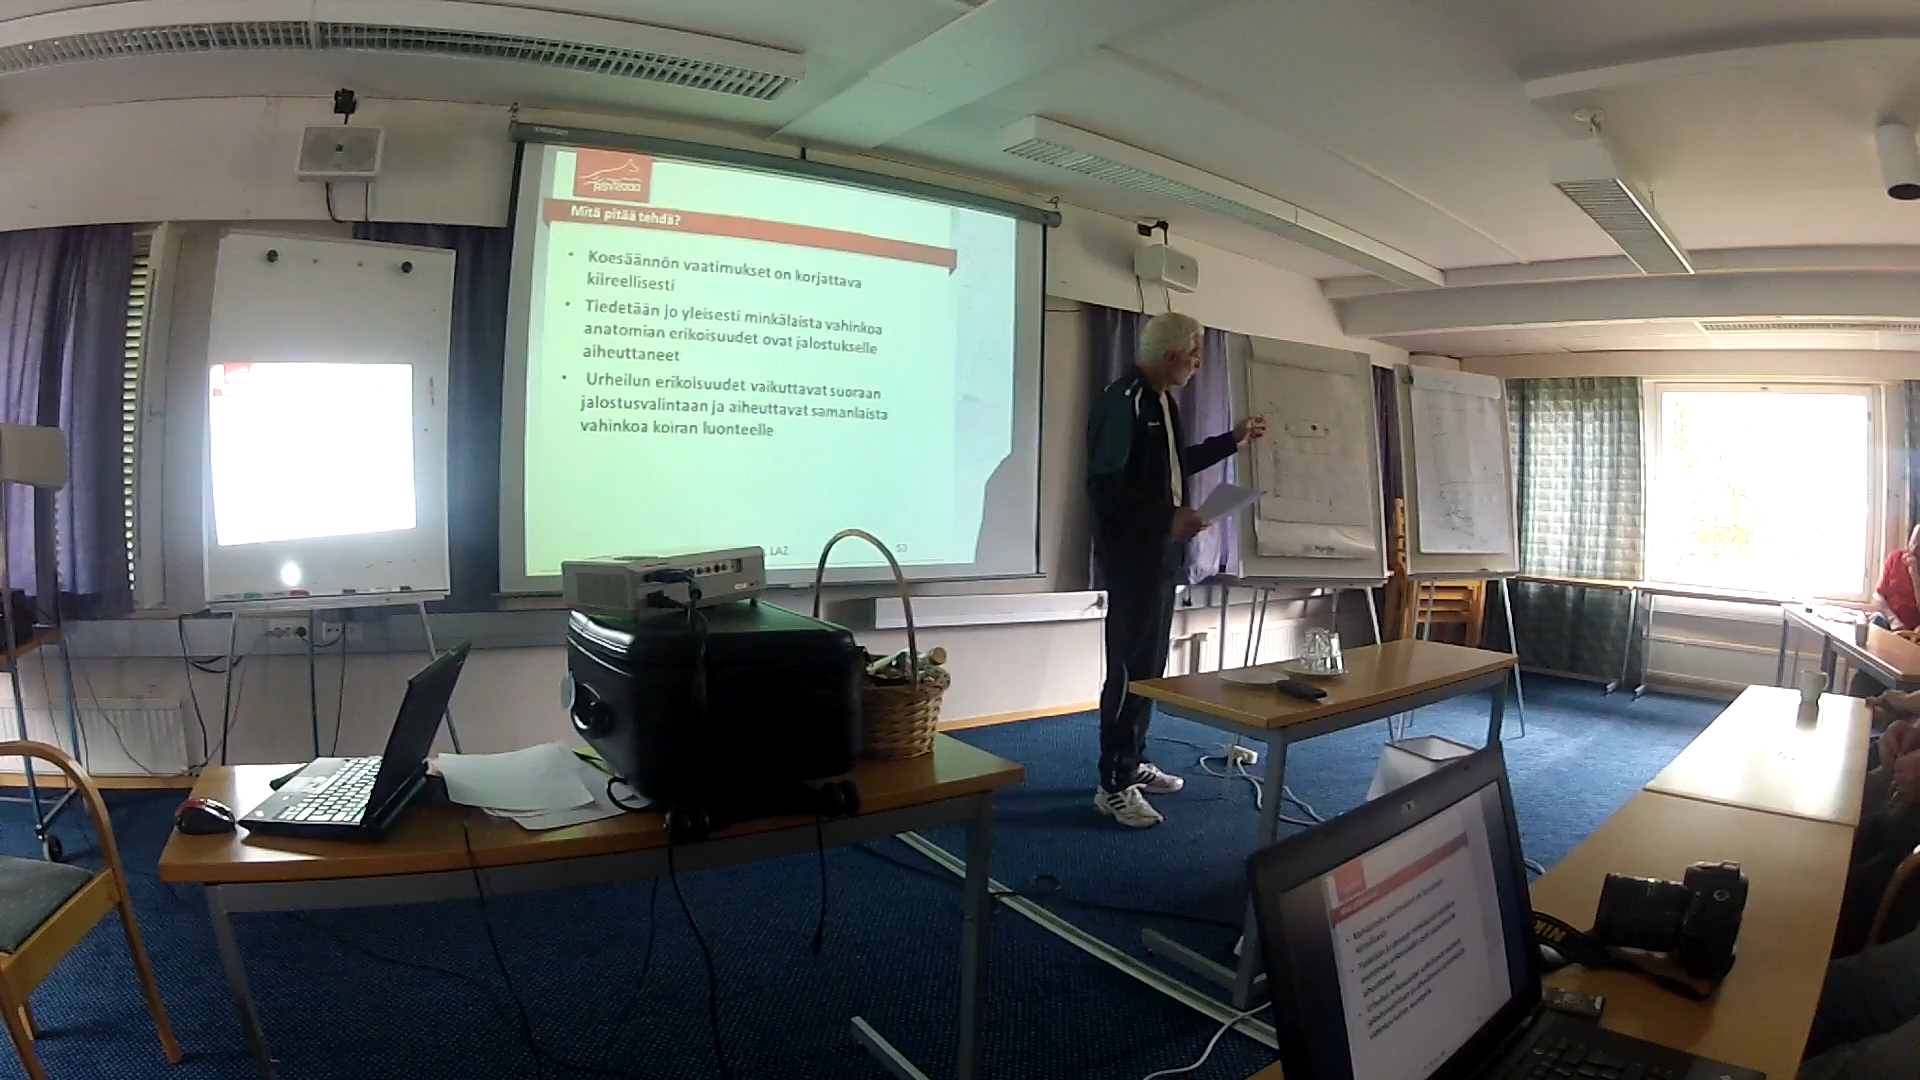 RSV2000
Mitä pitää tehdä?
• Koesäännön vaatimukset on korjattava
kiireellisesti
• Tiedetään jo yleisesti minkälaista vahinkoa
anatomian erikoisuudet ovat jalostukselle
aiheuttaneet
• Urheilun erikoisuudet vaikuttavat suoraan
jalostusvalintaan ja aiheuttavat samanlaista
vahinkoa koiran luonteelle
LAZ
53